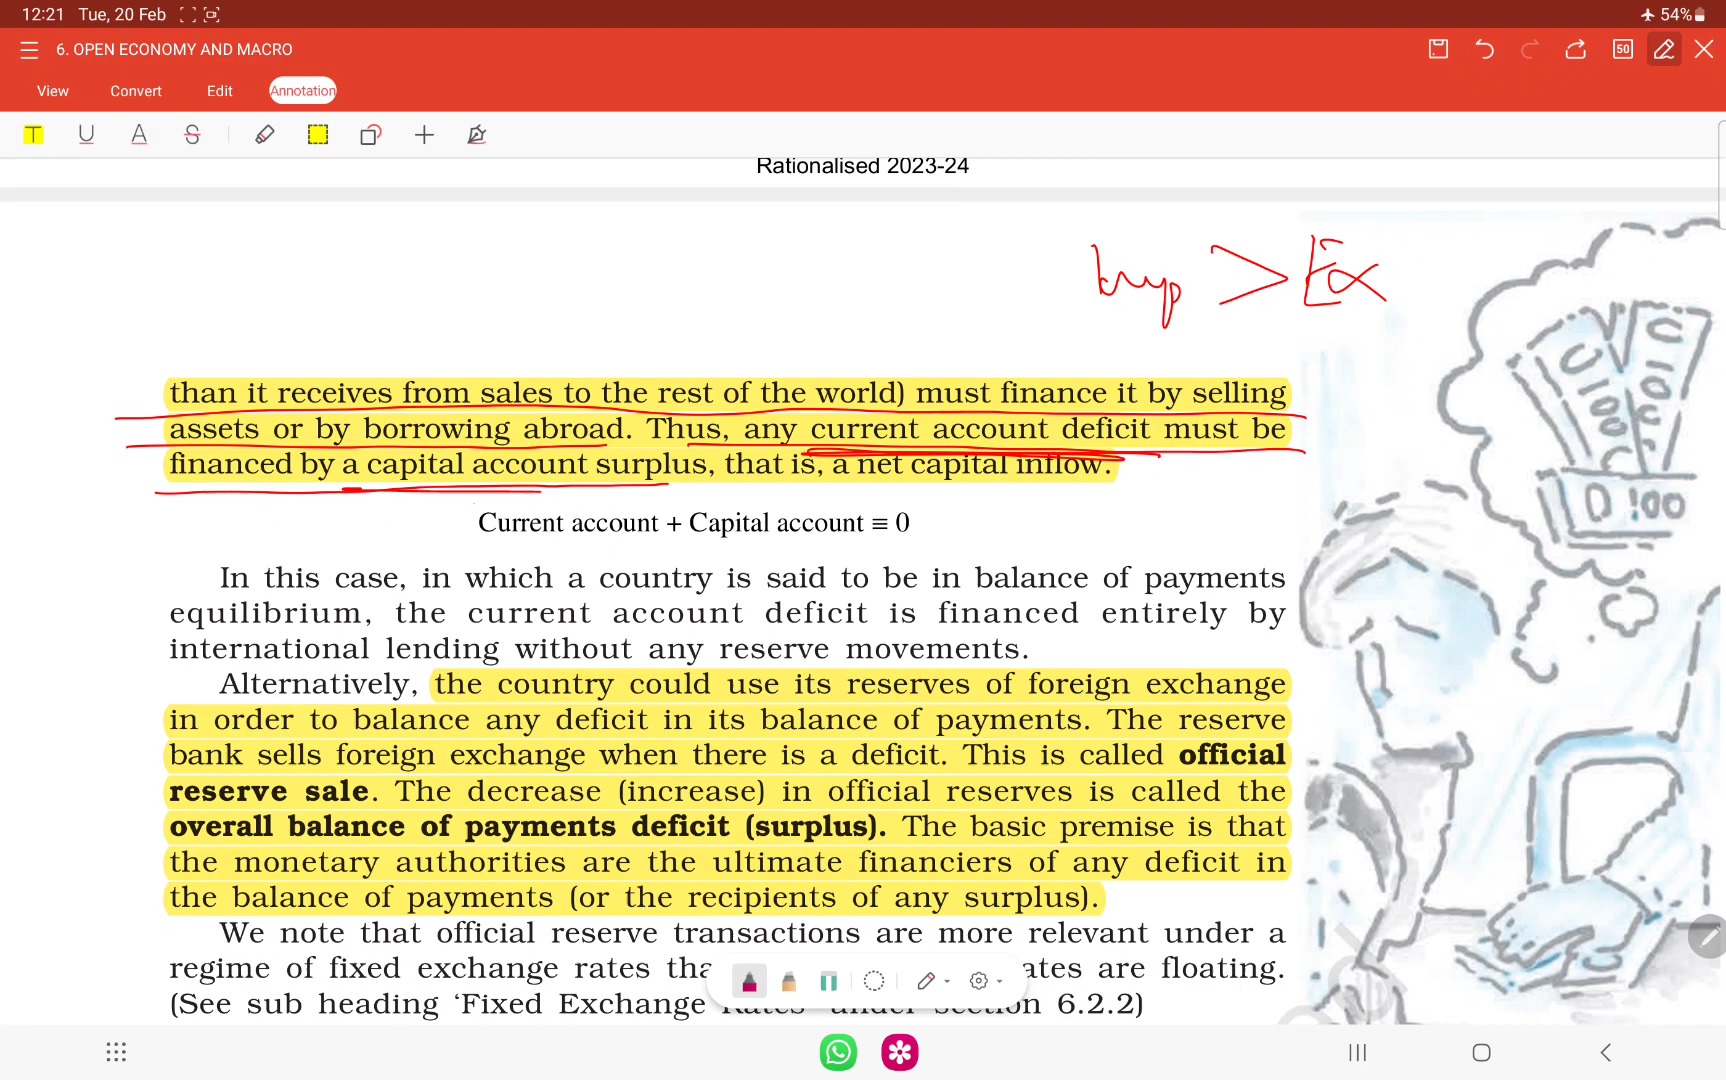 12:21 Tue, 20 Feb 54%
6. OPEN ECONOMY AND MACRO 50
View Convert Edit Annotation
T U A S
Rationalised 2023-24
Imp > Ex
than it receives from sales to the rest of the world) must finance it by selling
assets or by borrowing abroad. Thus, any current account deficit must be
financed by a capital account surplus, that is, a net capital inflow.
Current account + Capital account ≡ 0
In this case, in which a country is said to be in balance of payments
equilibrium, the current account deficit is financed entirely by
international lending without any reserve movements.
Alternatively, the country could use its reserves of foreign exchange
in order to balance any deficit in its balance of payments. The reserve
bank sells foreign exchange when there is a deficit. This is called official
reserve sale. The decrease (increase) in official reserves is called the
overall balance of payments deficit (surplus). The basic premise is that
the monetary authorities are the ultimate financiers of any deficit in
the balance of payments (or the recipients of any surplus).
We note that official reserve transactions are more relevant under a
regime of fixed exchange rates ates are floating.
(See sub heading ‘Fixed Exchange Rates’ under section 6.2.2)